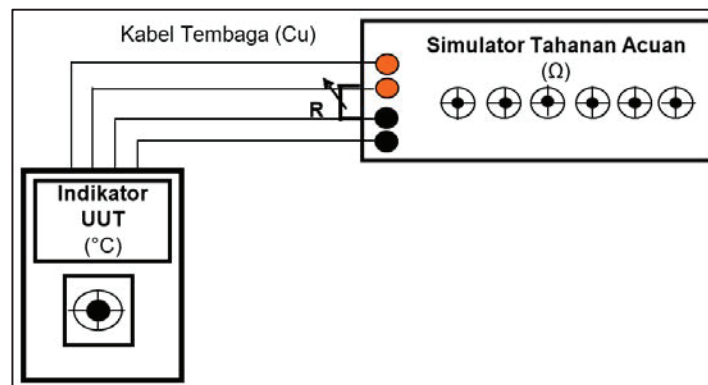 Kabel Tembaga (Cu)
Simulator Tahanan Acuan
(Ω)
R
Indikator
UUT
(°C)